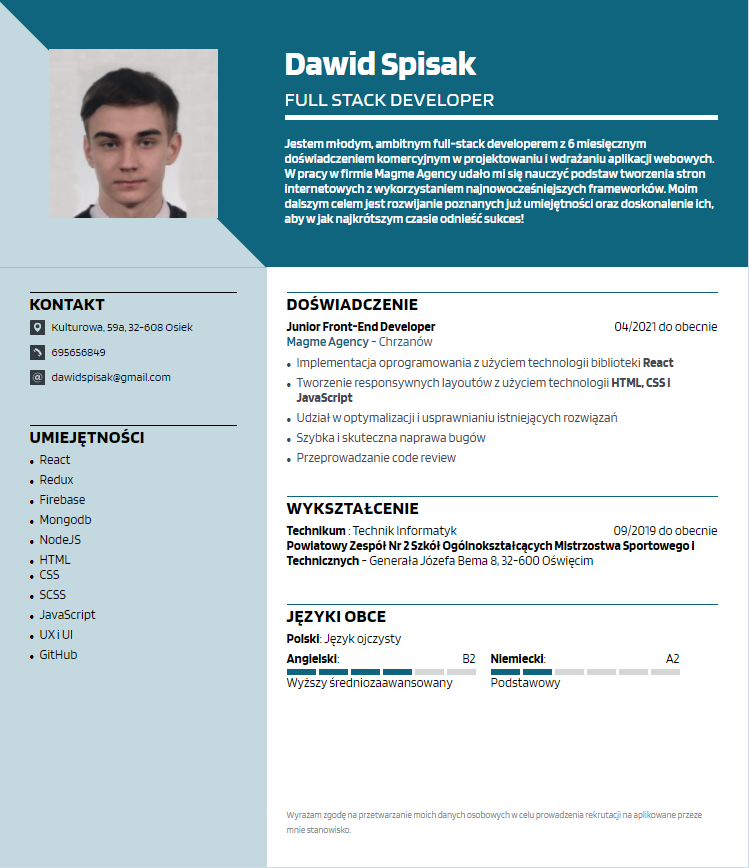 Dawid Spisak
FULL STACK DEVELOPER
Jestem młodym, ambitnym full-stack developerem z 6 miesięcznym
doświadczeniem komercyjnym w projektowaniu i wdrażaniu aplikacji webowych.
W pracy w firmie Magme Agency udało mi się nauczyć podstaw tworzenia stron
internetowych z wykorzystaniem najnowocześniejszych frameworków. Moim
dalszym celem jest rozwijanie poznanych już umiejętności oraz doskonalenie ich,
aby w jak najkrótszym czasie odnieść sukces!
KONTAKT
Kulturowa, 59a, 32-608 Osiek
695656849
dawidspisak@gmail.com
UMIEJĘTNOŚCI
• React
• Redux
• Firebase
• Mongodb
• NodeJS
• HTML
• CSS
• SCSS
• JavaScript
• UX i UI
• GitHub
DOŚWIADCZENIE
Junior Front-End Developer 04/2021 do obecnie
Magme Agency – Chrzanów
• Implementacja oprogramowania z użyciem technologii biblioteki React
• Tworzenie responsywnych layoutów z użyciem technologii HTML, CSS i
JavaScript
• Udział w optymalizacji i usprawnianiu istniejących rozwiązań
• Szybka i skuteczna naprawa bugów
• Przeprowadzanie code review
WYKSZTAŁCENIE
Technikum : Technik Informatyk 09/2019 do obecnie
Powiatowy Zespół Nr 2 Szkół Ogólnokształcących Mistrzostwa Sportowego i
Technicznych – Generała Józefa Bema 8, 32-600 Oświęcim
JĘZYKI OBCE
Polski: Język ojczysty
Angielski: B2 Niemiecki: A2
Wyższy średniozaawansowany Podstawowy
Wyrażam zgodę na przetwarzanie moich danych osobowych w celu prowadzenia rekrutacji na aplikowane przeze
mnie stanowisko.